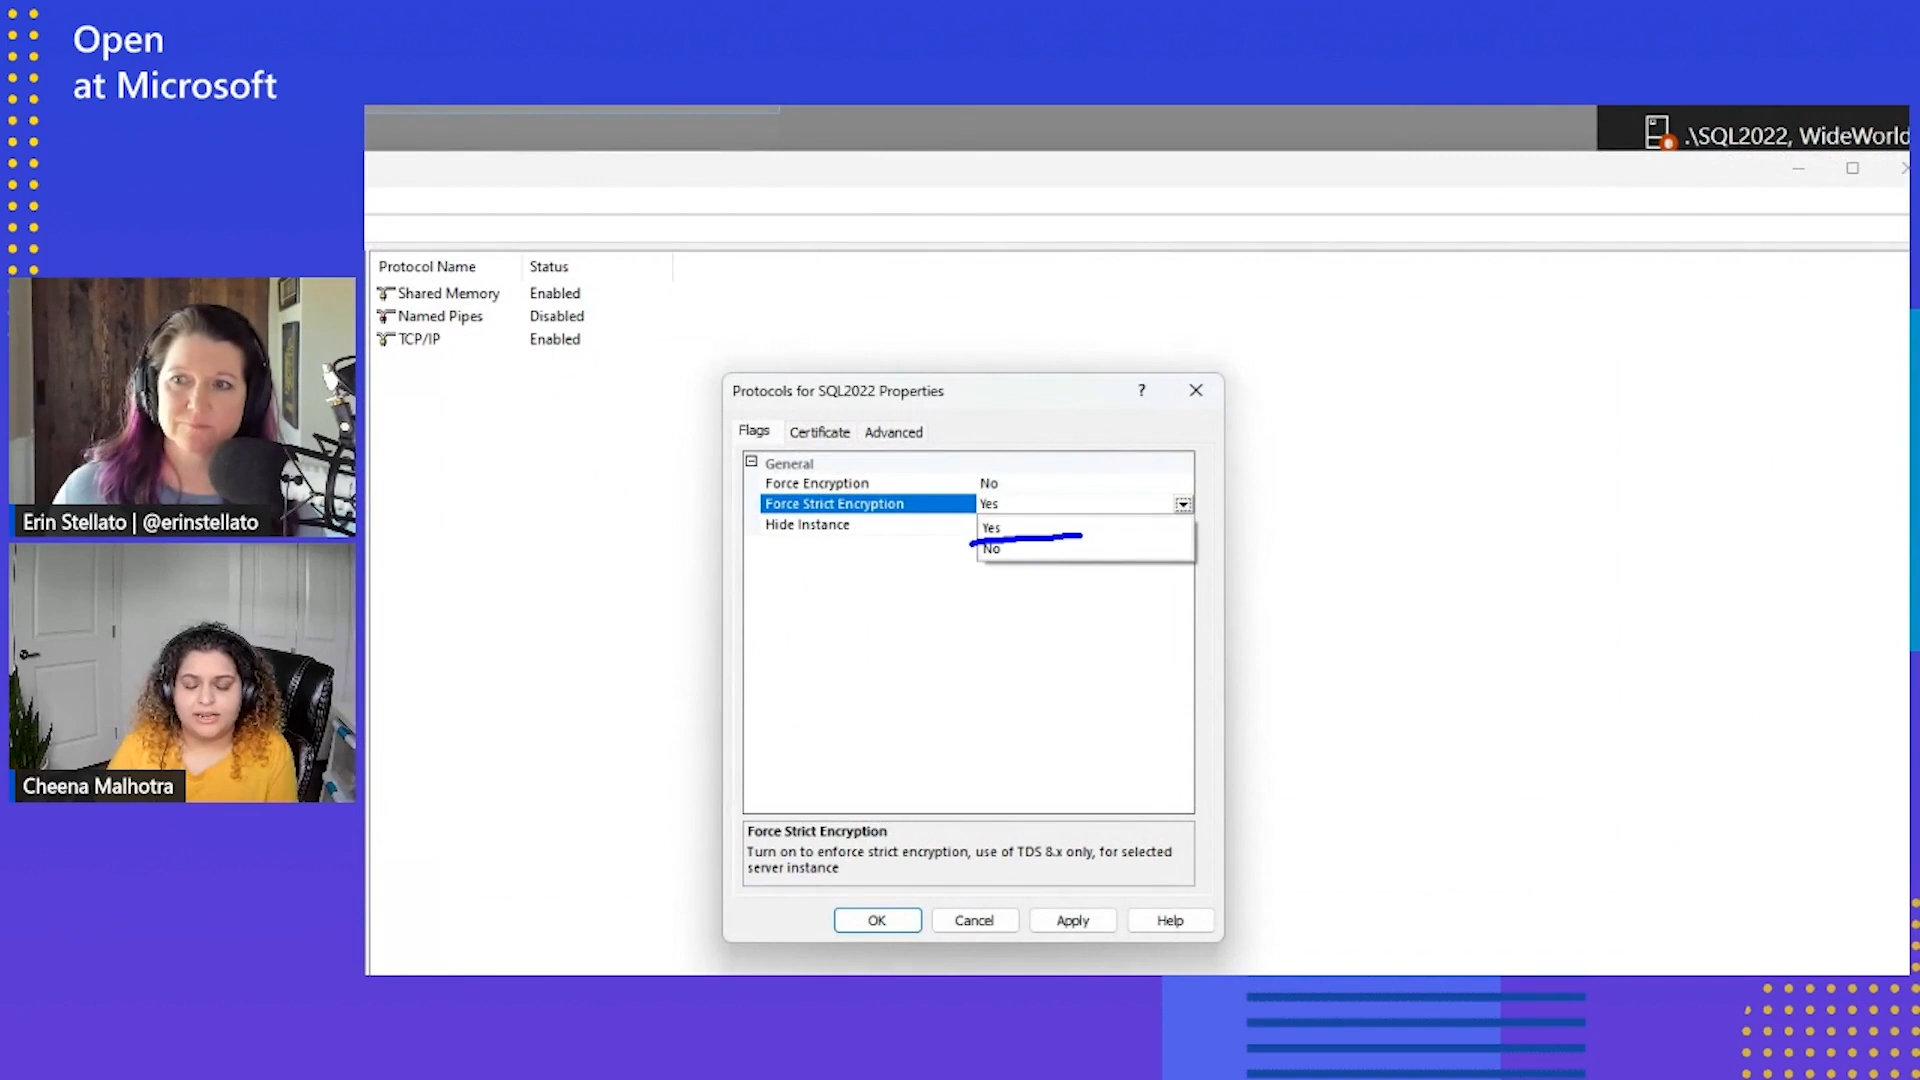 Open
at Microsoft
.\SQL2022, WideWorld
Protocol Name Status
Shared Memory Enabled
Named Pipes Disabled
TCP/IP Enabled
Protocols for SQL2022 Properties ?
Flags Certificate Advanced
General
Force Encryption No
Force Strict Encryption Yes
Hide Instance
Yes
No
Force Strict Encryption
Turn on to enforce strict encryption, use of TDS 8.x only, for selected
server instance
OK Cancel Apply Help
Erin Stellato | @erinstellato
Cheena Malhotra